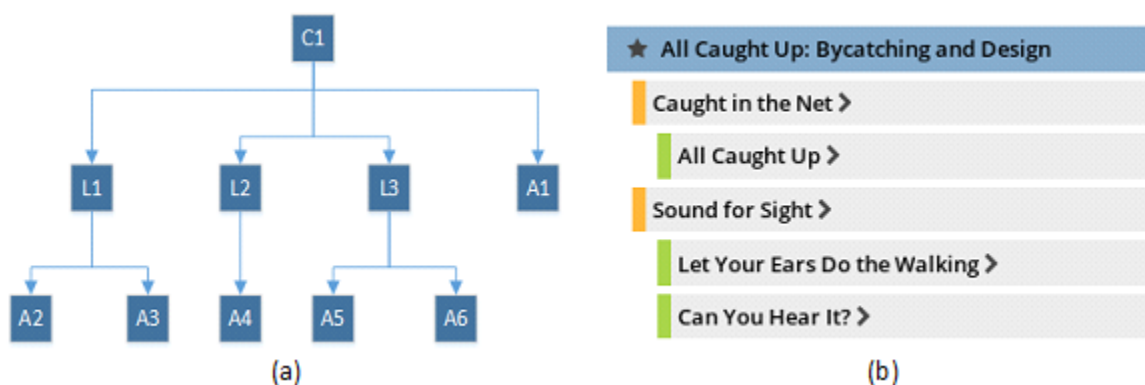 C1
L1 L2 L3 A1
A2 A3 A4 A5 A6
(a)
All Caught Up: Bycatching and Design
Caught in the Net
All Caught Up
Sound for Sight
Let Your Ears Do the Walking
Can You Hear It?
(b)